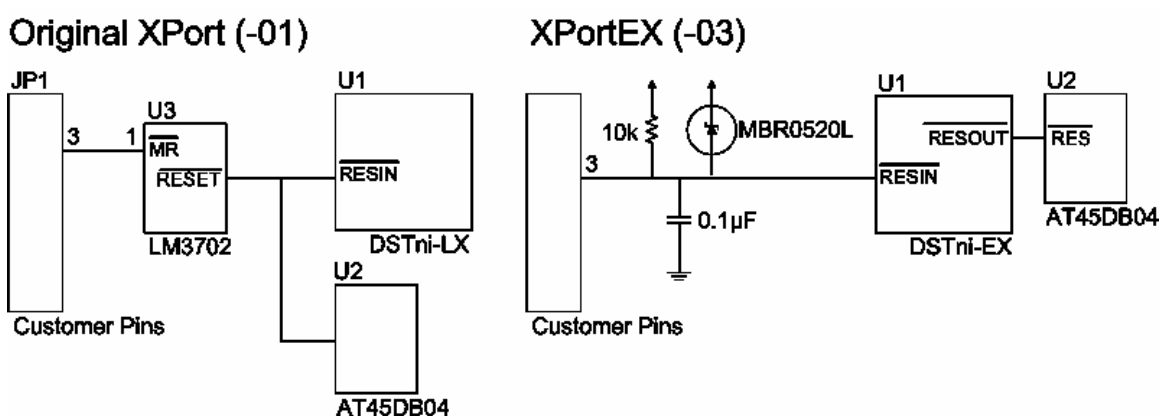 Original XPort (-01)
JP1
U3
U1
3
1
MR
RESET
RESIN
LM3702
DSTni-LX
U2
Customer Pins
AT45DB04
XPortEX (-03)
U1
U2
10k
MBR0520L
RESOUT
RES
3
RESIN
0.1µF
AT45DB04
DSTni-EX
Customer Pins